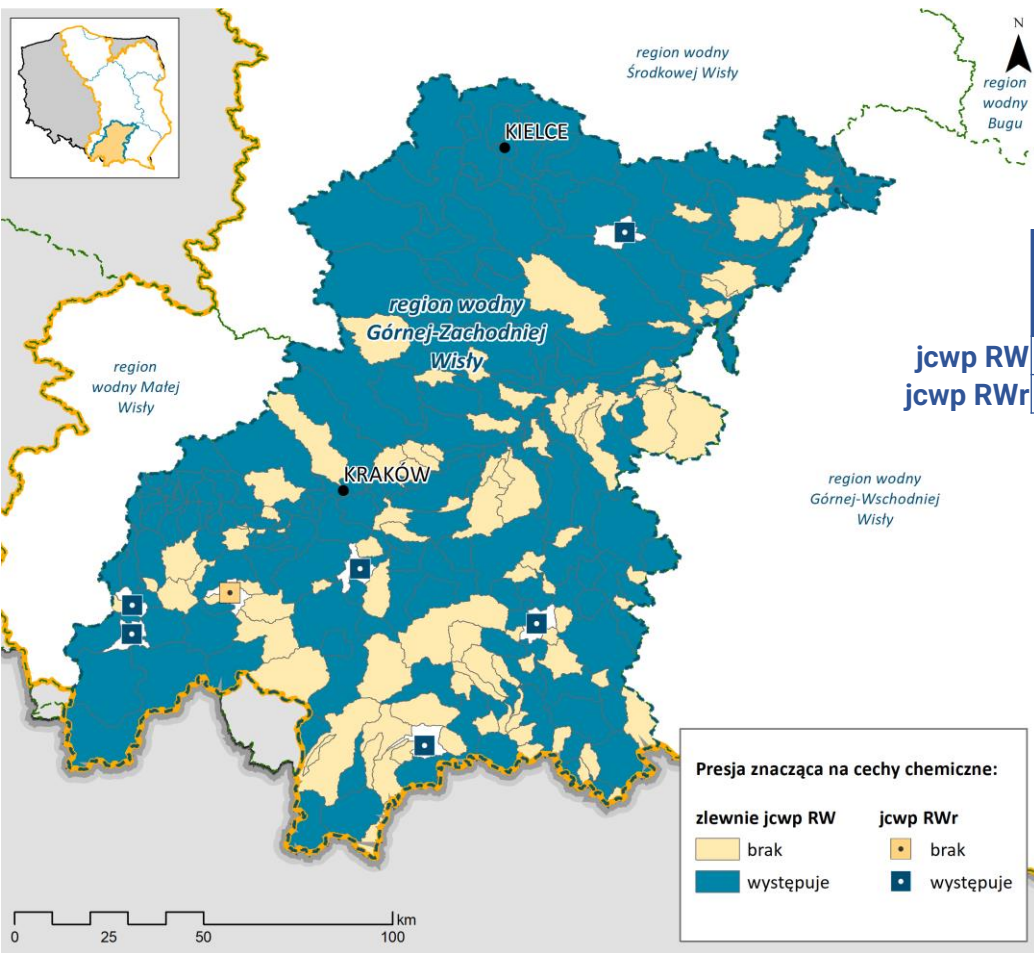 region wodny
Środkowej Wisły
N
region
wodny
Bugu
KIELCE
region wodny
Górnej-Zachodniej
Wisły
jcwp RW
jcwp RWr
region
wodny Małej
Wisły
KRAKÓW
region wodny
Górnej-Wschodniej
Wisły
Presja znacząca na cechy chemiczne:
zlewnie jcwp RW
jcwp RWr
brak
brak
występuje
występuje
km
0
25
50
100